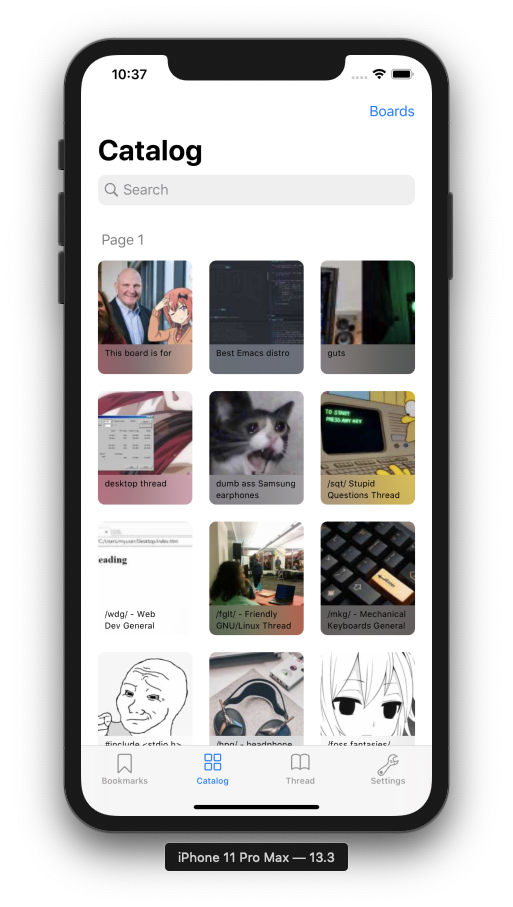 10:37
Boards
Catalog
Search
Page 1
This board is for
Best Emacs distro
guts
TO START
PRESS ANY KEY
desktop thread
dumb ass Samsung
earphones
/sqt/ Stupid
Questions Thread
C:/Users/myuser/Desktop/index.htm
eading
/wdg/ - Web
Dev General
/fglt/ - Friendly
GNU/Linux Thread
/mkg/ - Mechanical
Keyboards General
#include <stdio.h>
/hpg/ - headphone
/foss fantasies/
Bookmarks
Catalog
Thread
Settings
iPhone 11 Pro Max — 13.3